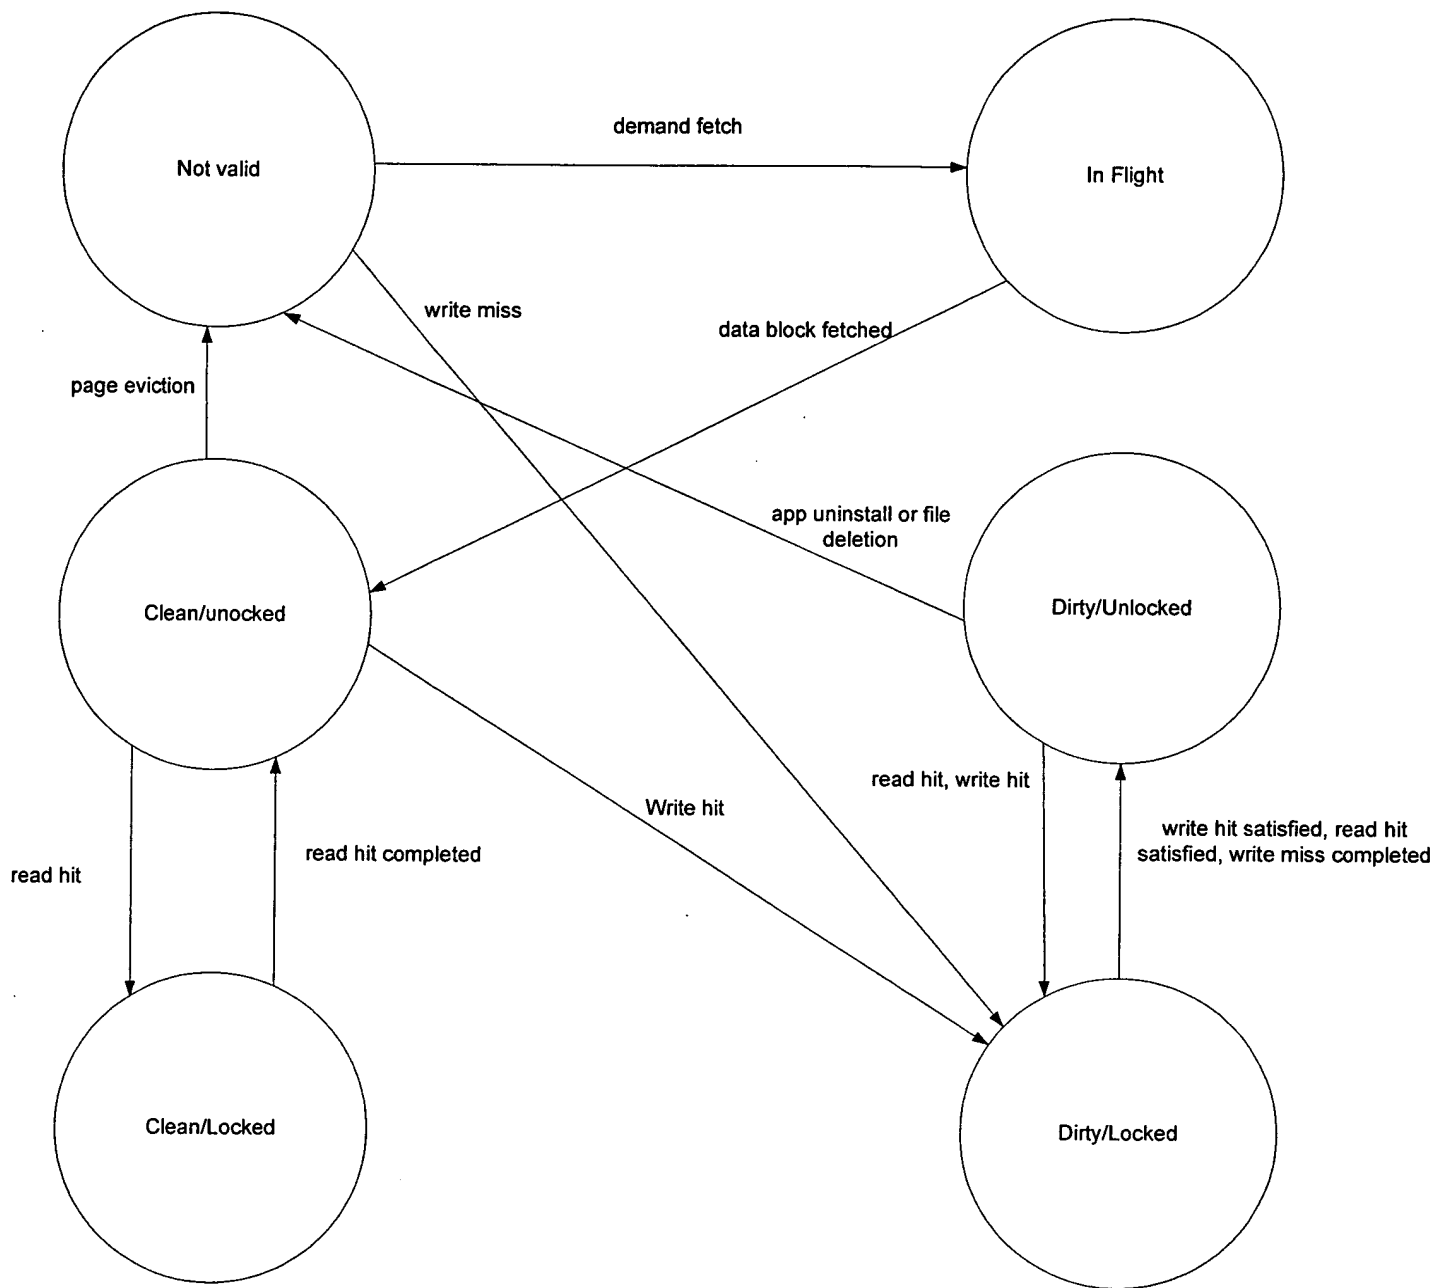 demand fetch
Not valid
In Flight
write miss
data block fetched
page eviction
app uninstall or file
deletion
Clean/unocked
Dirty/Unlocked
read hit, write hit
Write hit
write hit satisfied, read hit
satisfied, write miss completed
read hit completed
read hit
Clean/Locked
Dirty/Locked